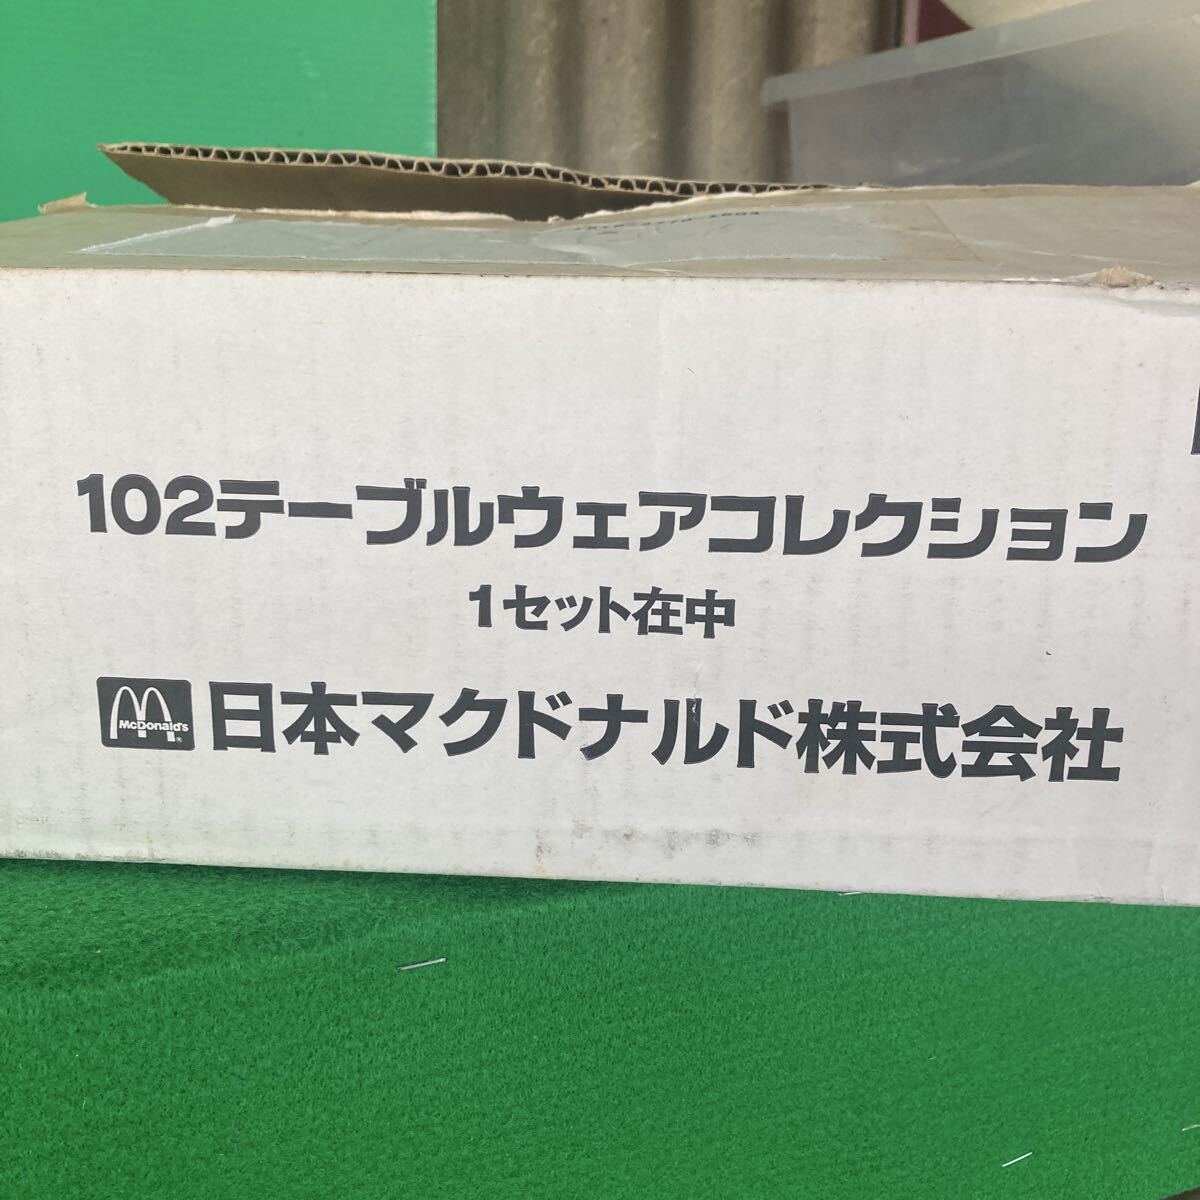 102テーブルウェアコレクション
1セット在中
McDonald's
日本マクドナルド株式会社